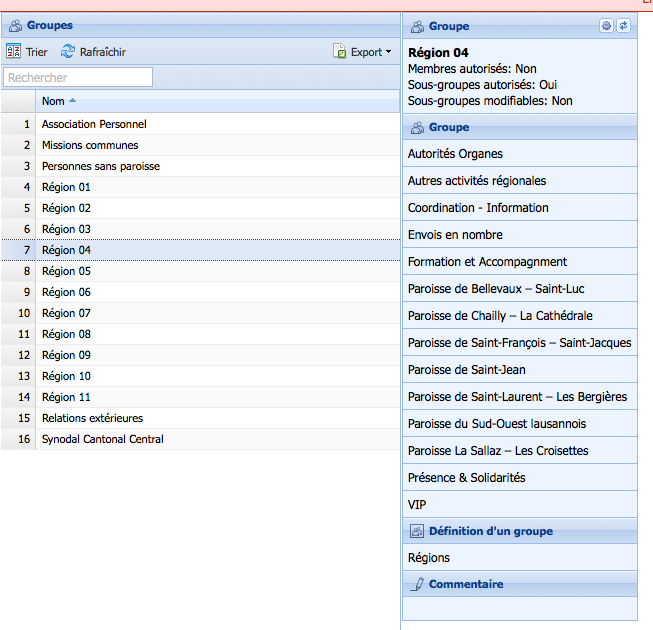 Groupes
Trier Rafraîchir Export
Rechercher
Nom
1 Association Personnel
2 Missions communes
3 Personnes sans paroisse
4 Région 01
5 Région 02
6 Région 03
7 Région 04
8 Région 05
9 Région 06
10 Région 07
11 Région 08
12 Région 09
13 Région 10
14 Région 11
15 Relations extérieures
16 Synodal Cantonal Central
Groupe
Région 04
Membres autorisés: Non
Sous-groupes autorisés: Oui
Sous-groupes modifiables: Non
Groupe
Autorités Organes
Autres activités régionales
Coordination - Information
Envois en nombre
Formation et Accompagnment
Paroisse de Bellevaux – Saint-Luc
Paroisse de Chailly – La Cathédrale
Paroisse de Saint-François – Saint-Jacques
Paroisse de Saint-Jean
Paroisse de Saint-Laurent – Les Bergières
Paroisse du Sud-Ouest lausannois
Paroisse La Sallaz – Les Croisettes
Présence & Solidarités
VIP
Définition d'un groupe
Régions
Commentaire